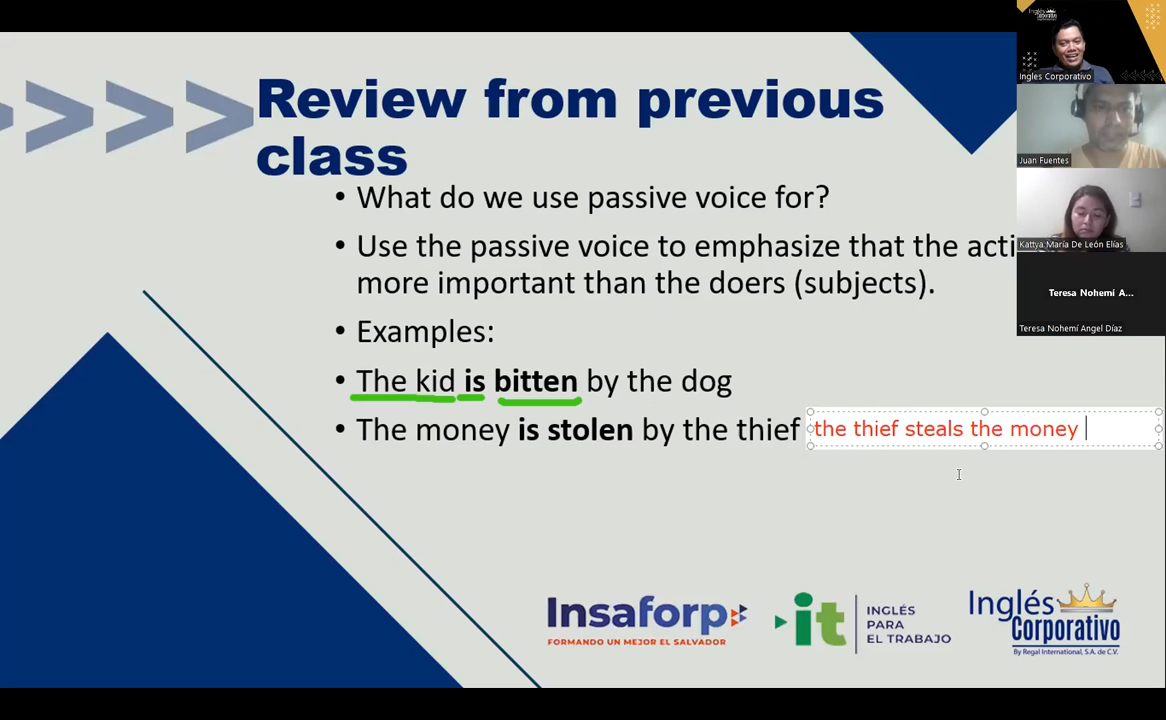 Review from previous
class
• What do we use passive voice for?
• Use the passive voice to emphasize that the acti
more important than the doers (subjects).
• Examples:
• The kid is bitten by the dog
• The money is stolen by the thief
the thief steals the money
Inglés Corporativo
Ingles Corporativo
Juan Fuentes
Kattya María De León Elías
Teresa Nohemí A...
Teresa Nohemí Angel Díaz
Insaforp
FORMANDO UN MEJOR EL SALVADOR
it
INGLÉS
PARA
EL TRABAJO
Inglés
Corporativo
By Regal International, S.A. de C.V.